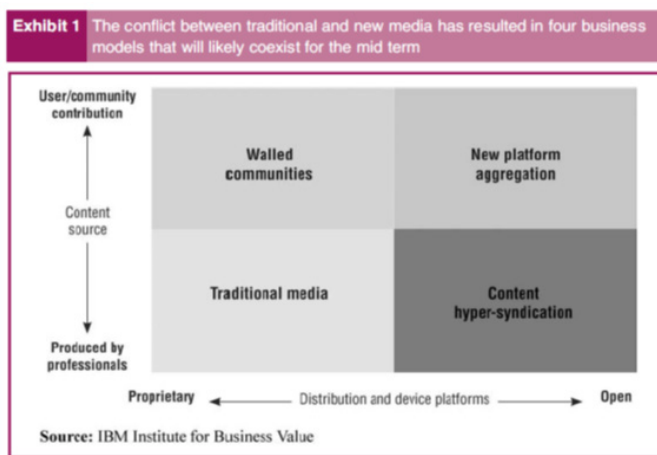 Exhibit 1 The conflict between traditional and new media has resulted in four business
models that will likely coexist for the mid term
User/community
contribution
Walled
communities
New platform
aggregation
Content
source
Traditional media
Content
hyper-syndication
Produced by
professionals
Proprietary Distribution and device platforms Open
Source: IBM Institute for Business Value